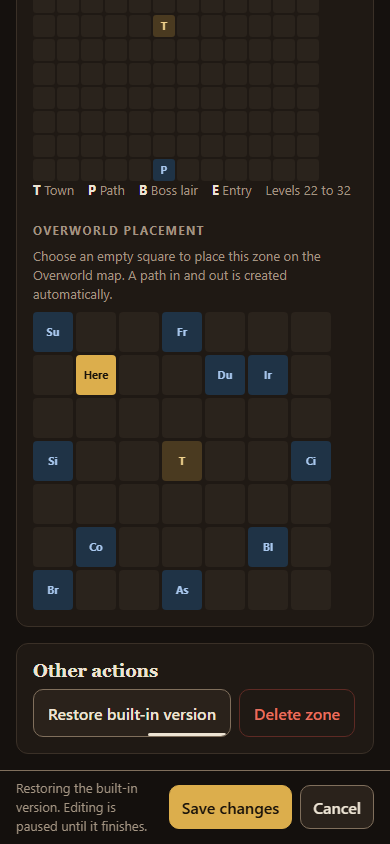 T
P
T Town P Path B Boss lair E Entry Levels 22 to 32
OVERWORLD PLACEMENT
Choose an empty square to place this zone on the
Overworld map. A path in and out is created
automatically.
Su Fr
Here Du Ir
Si T Ci
Co Bl
Br As
Other actions
Restore built-in version Delete zone
Restoring the built-in
version. Editing is
paused until it finishes.
Save changes Cancel